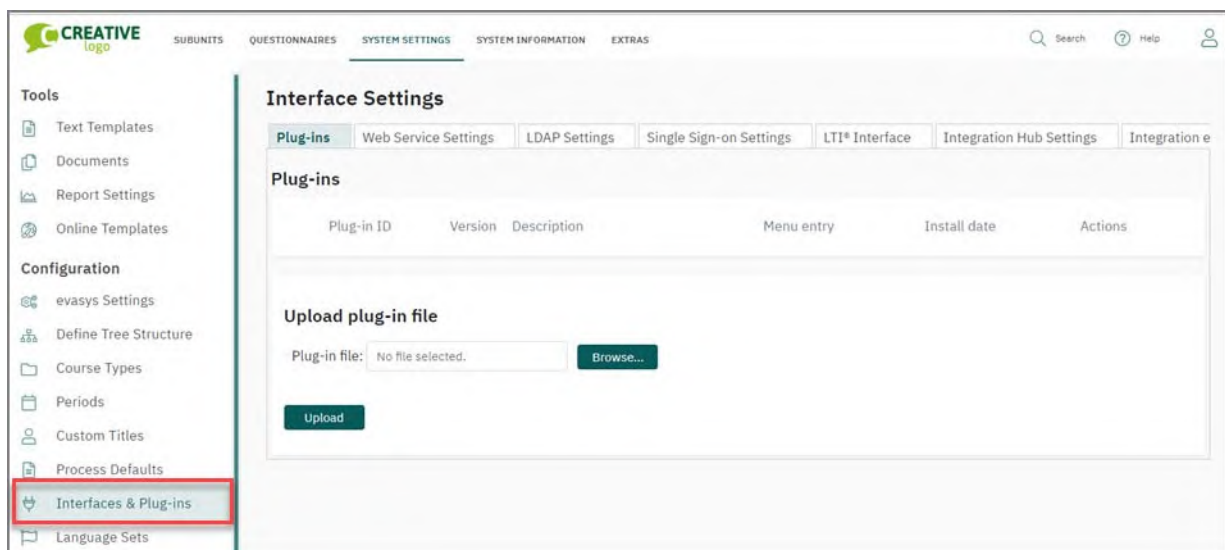 CREATIVE
logo
SUBUNITS QUESTIONNAIRES SYSTEM SETTINGS SYSTEM INFORMATION EXTRAS Search Help
Tools
Text Templates
Documents
Report Settings
Online Templates
Configuration
evasys Settings
Define Tree Structure
Course Types
Periods
Custom Titles
Process Defaults
Interfaces & Plug-ins
Language Sets
Interface Settings
Plug-ins Web Service Settings LDAP Settings Single Sign-on Settings LTI® Interface Integration Hub Settings Integration e
Plug-ins
Plug-in ID Version Description Menu entry Install date Actions
Upload plug-in file
Plug-in file: No file selected. Browse...
Upload